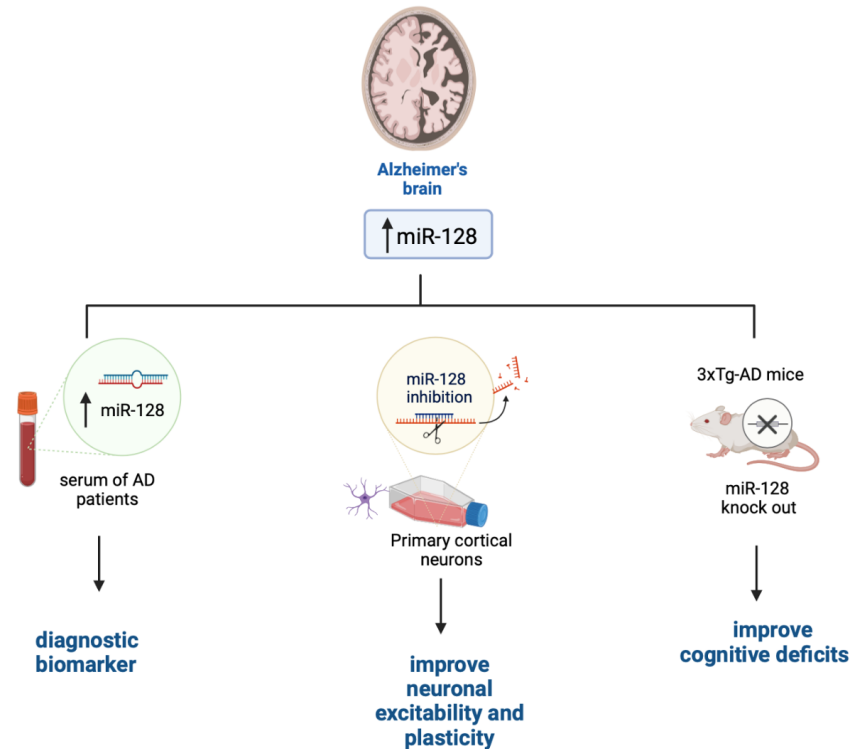 Alzheimer's
brain
↑ miR-128
↑ miR-128
serum of AD
patients
diagnostic
biomarker
miR-128
inhibition
Primary cortical
neurons
improve
neuronal
excitability and
plasticity
3xTg-AD mice
miR-128
knock out
improve
cognitive deficits